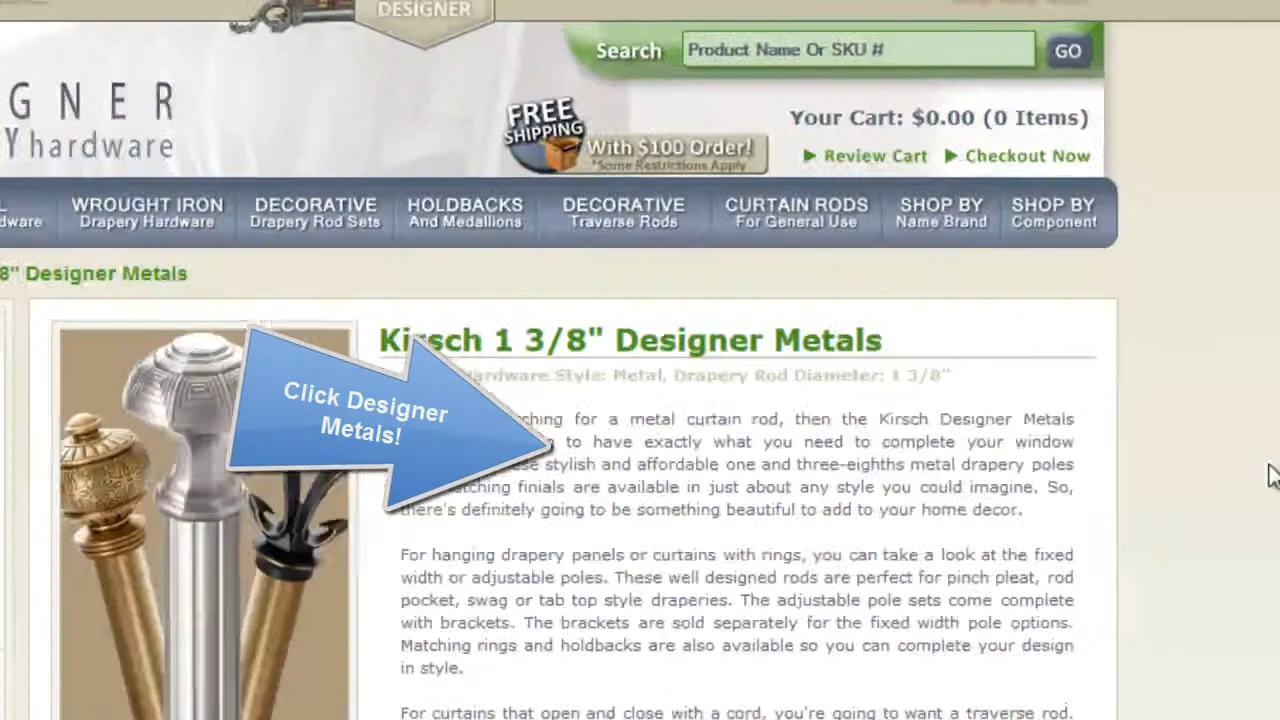 DESIGNER
Search
Product Name Or SKU #
GO
GNER
Y hardware
FREE
SHIPPING
With $100 Order!
*Some Restrictions Apply
Your Cart: $0.00 (0 Items)
Review Cart
Checkout Now
L
dware
WROUGHT IRON
Drapery Hardware
DECORATIVE
Drapery Rod Sets
HOLDBACKS
And Medallions
DECORATIVE
Traverse Rods
CURTAIN RODS
For General Use
SHOP BY
Name Brand
SHOP BY
Component
8" Designer Metals
Kirsch 1 3/8" Designer Metals
ardware Style: Metal, Drapery Rod Diameter: 1 3/8"
Click Designer
Metals!
ching for a metal curtain rod, then the Kirsch Designer Metals
to have exactly what you need to complete your window
se stylish and affordable one and three-eighths metal drapery poles
tching finials are available in just about any style you could imagine. So,
there's definitely going to be something beautiful to add to your home decor.
For hanging drapery panels or curtains with rings, you can take a look at the fixed
width or adjustable poles. These well designed rods are perfect for pinch pleat, rod
pocket, swag or tab top style draperies. The adjustable pole sets come complete
with brackets. The brackets are sold separately for the fixed width pole options.
Matching rings and holdbacks are also available so you can complete your design
in style.
For curtains that open and close with a cord, you're going to want a traverse rod.